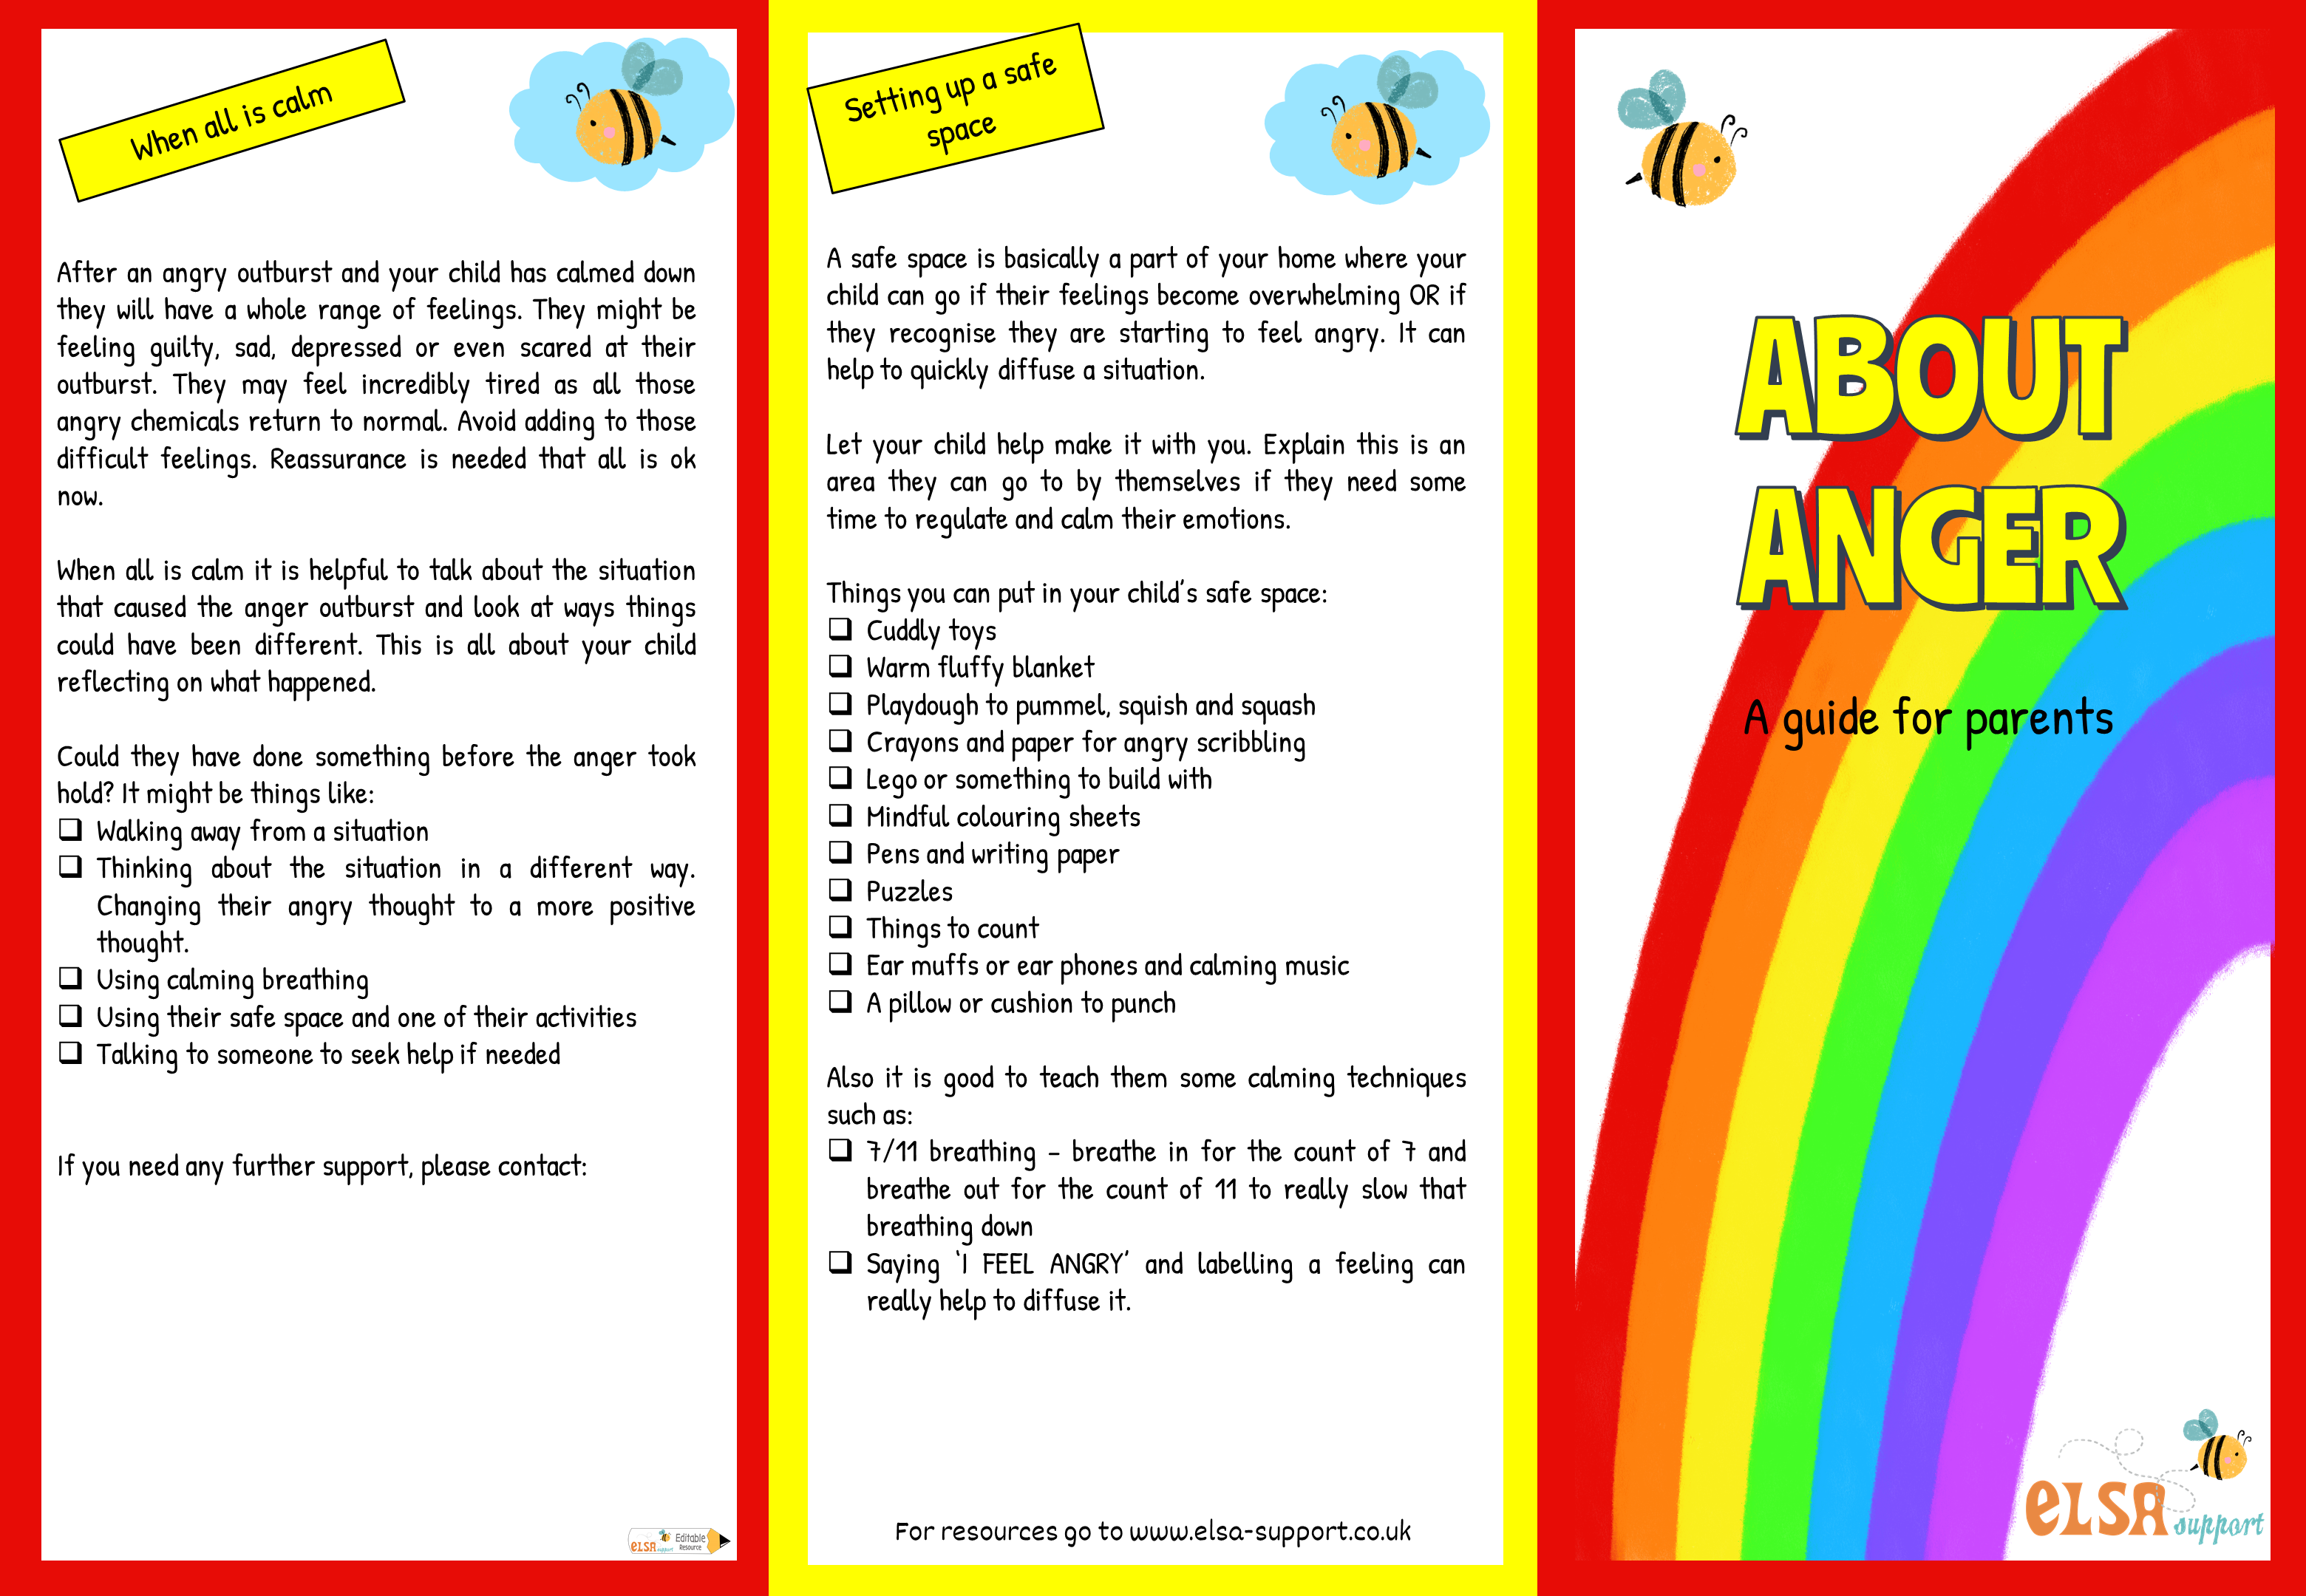 When all is calm
After an angry outburst and your child has calmed down
they will have a whole range of feelings. They might be
feeling guilty, sad, depressed or even scared at their
outburst. They may feel incredibly tired as all those
angry chemicals return to normal. Avoid adding to those
difficult feelings. Reassurance is needed that all is ok
now.
When all is calm it is helpful to talk about the situation
that caused the anger outburst and look at ways things
could have been different. This is all about your child
reflecting on what happened.
Could they have done something before the anger took
hold? It might be things like:
❑ Walking away from a situation
❑ Thinking about the situation in a different way.
Changing their angry thought to a more positive
thought.
❑ Using calming breathing
❑ Using their safe space and one of their activities
❑ Talking to someone to seek help if needed
If you need any further support, please contact:
eLSA support Editable
Resource
Setting up a safe
space
A safe space is basically a part of your home where your
child can go if their feelings become overwhelming OR if
they recognise they are starting to feel angry. It can
help to quickly diffuse a situation.
Let your child help make it with you. Explain this is an
area they can go to by themselves if they need some
time to regulate and calm their emotions.
Things you can put in your child's safe space:
❑ Cuddly toys
❑ Warm fluffy blanket
❑ Playdough to pummel, squish and squash
❑ Crayons and paper for angry scribbling
❑ Lego or something to build with
❑ Mindful colouring sheets
❑ Pens and writing paper
❑ Puzzles
❑ Things to count
❑ Ear muffs or ear phones and calming music
❑ A pillow or cushion to punch
Also it is good to teach them some calming techniques
such as:
❑ 7/11 breathing – breathe in for the count of 7 and
breathe out for the count of 11 to really slow that
breathing down
❑ Saying 'I FEEL ANGRY' and labelling a feeling can
really help to diffuse it.
For resources go to www.elsa-support.co.uk
ABOUT
ANGER
A guide for parents
eLSA support